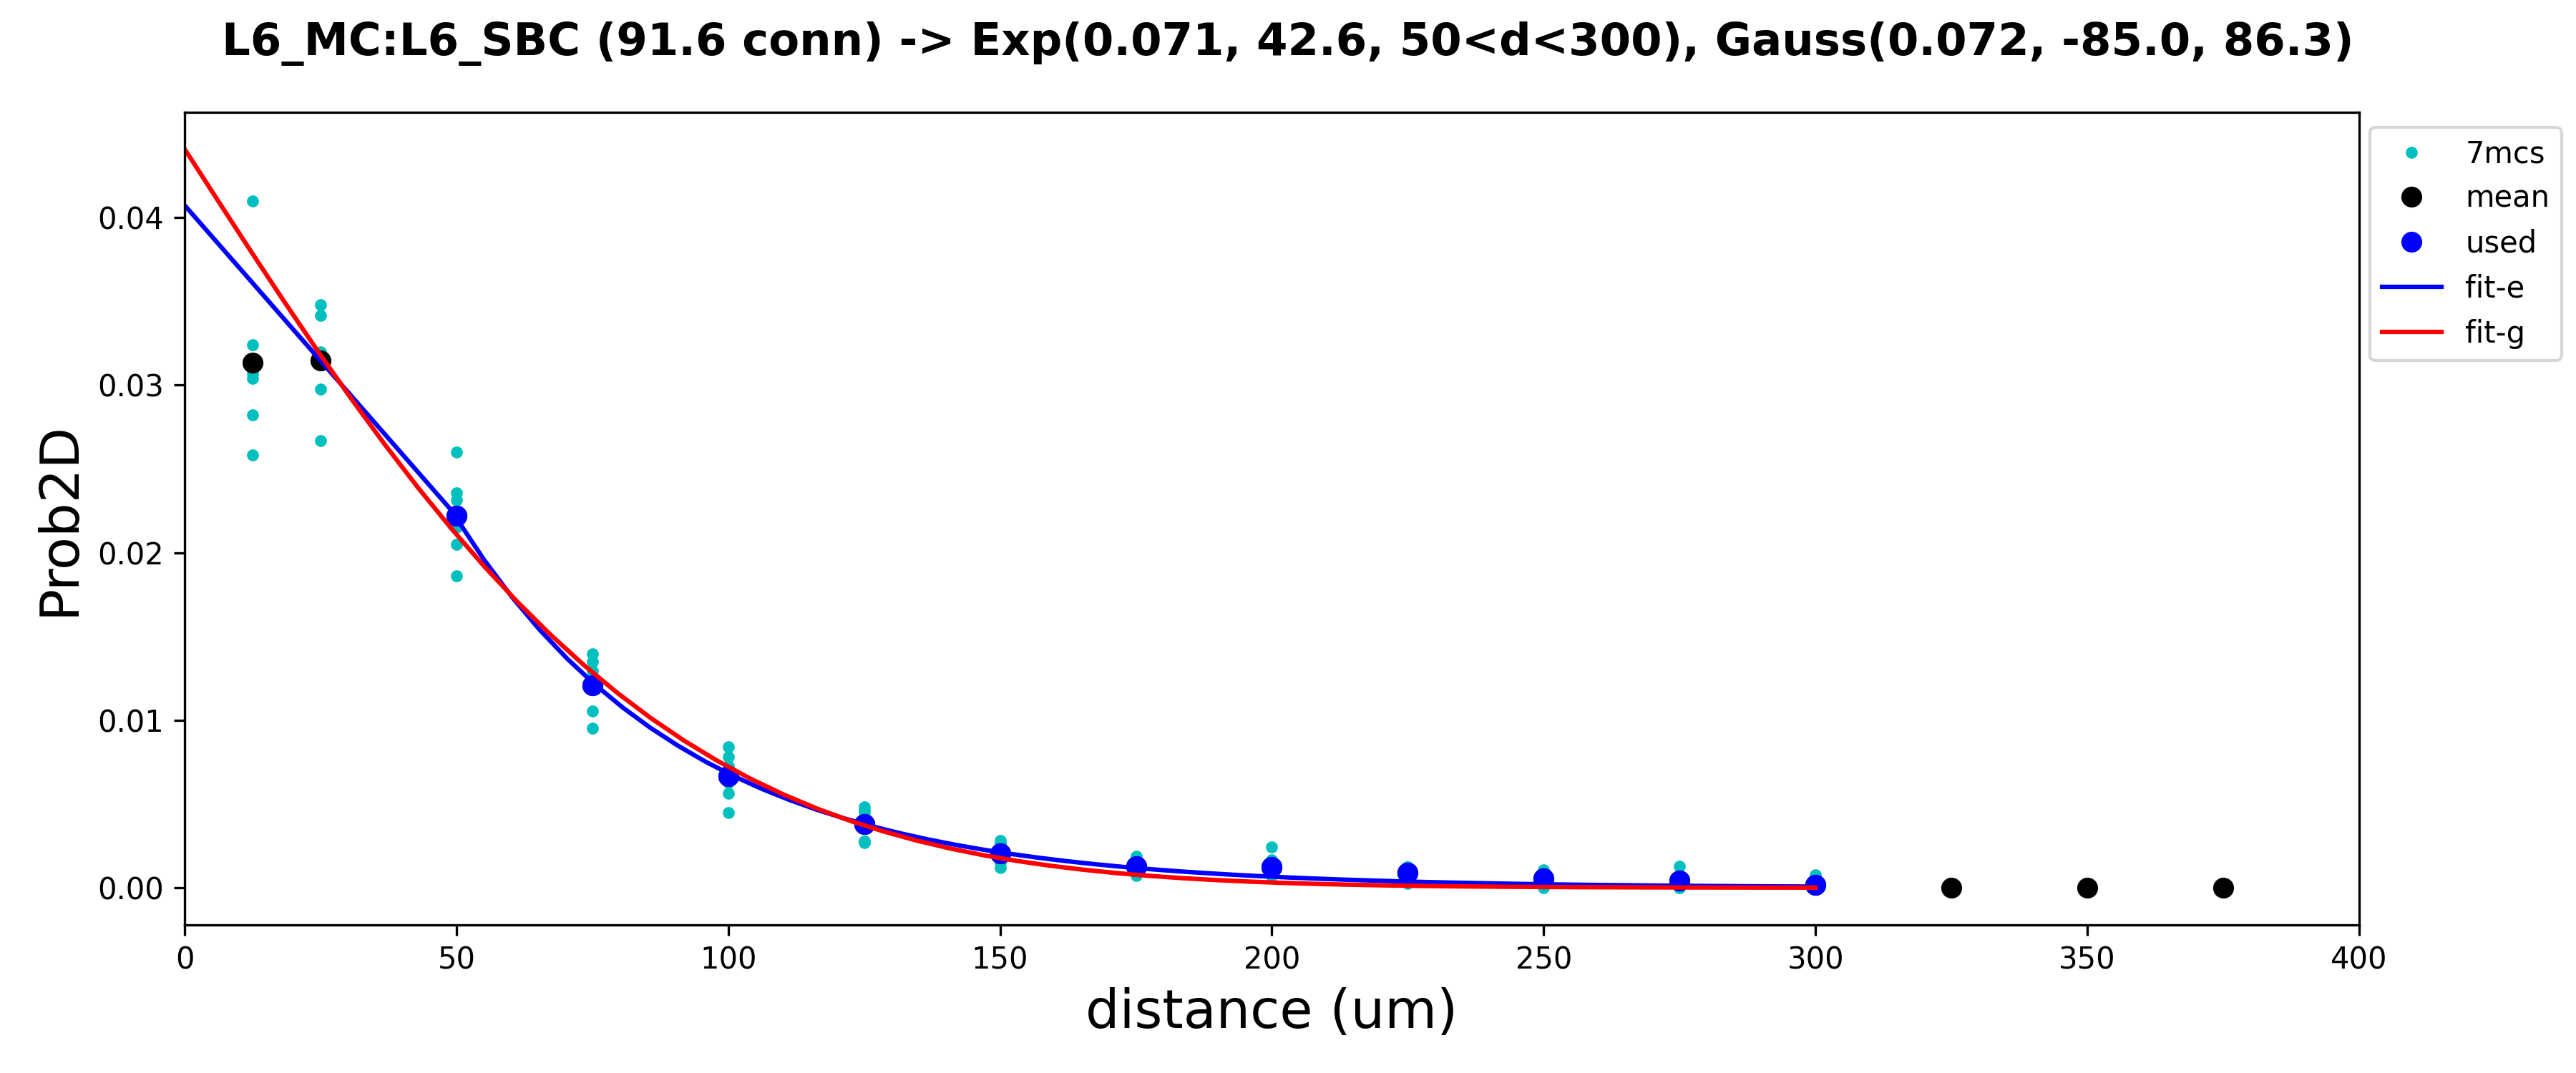 L6_MC:L6_SBC (91.6 conn) -> Exp(0.071, 42.6, 50<d<300), Gauss(0.072, -85.0, 86.3)
7mcs
mean
used
fit-e
fit-g
Prob2D
0.04
0.03
0.02
0.01
0.00
0 50 100 150 200 250 300 350 400
distance (um)